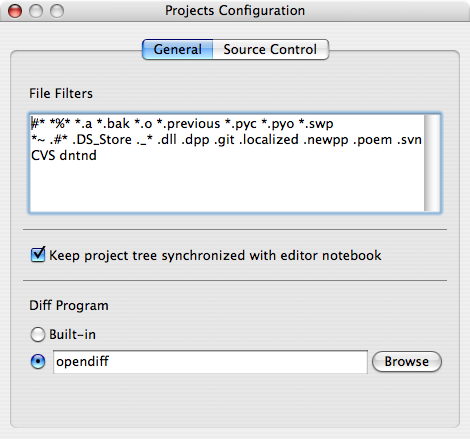 Projects Configuration
General Source Control
File Filters
#* *%* *.a *.bak *.o *.previous *.pyc *.pyo *.swp
*~ .#* .DS_Store ._* .dll .dpp .git .localized .newpp .poem .svn
CVS dntnd
Keep project tree synchronized with editor notebook
Diff Program
Built-in
opendiff Browse